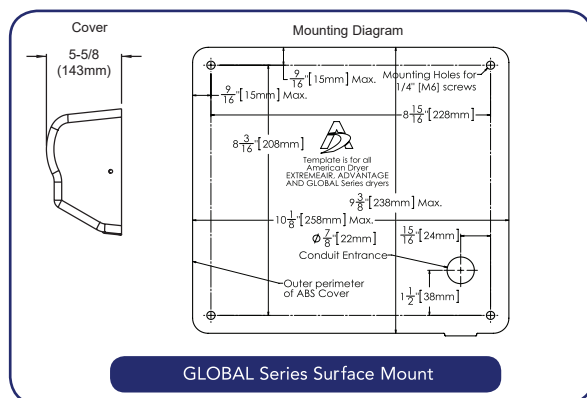 Cover
5-5/8
(143mm)
Mounting Diagram
9/16"[15mm] Max.
Mounting Holes for
1/4" [M6] screws
9/16"[15mm] Max.
8 15/16"[228mm]
8 3/16"[208mm]
Template is for all
American Dryer
EXTREMEAIR, ADVANTAGE
AND GLOBAL Series dryers
9 3/8"[238mm] Max.
10 1/8"[258mm] Max.
Ø 7/8"[22mm]
15/16"[24mm]
Conduit Entrance
Outer perimeter
of ABS Cover
1 1/2"[38mm]
GLOBAL Series Surface Mount